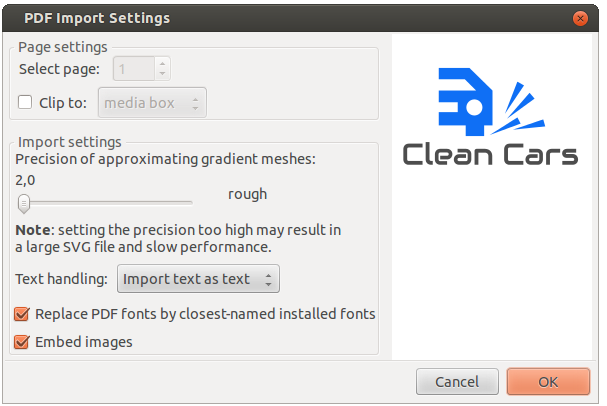 PDF Import Settings
Page settings
Select page: 1
Clip to: media box
Import settings
Precision of approximating gradient meshes:
2,0
rough
Note: setting the precision too high may result in
a large SVG file and slow performance.
Text handling: Import text as text
Replace PDF fonts by closest-named installed fonts
Embed images
Clean Cars
Cancel
OK